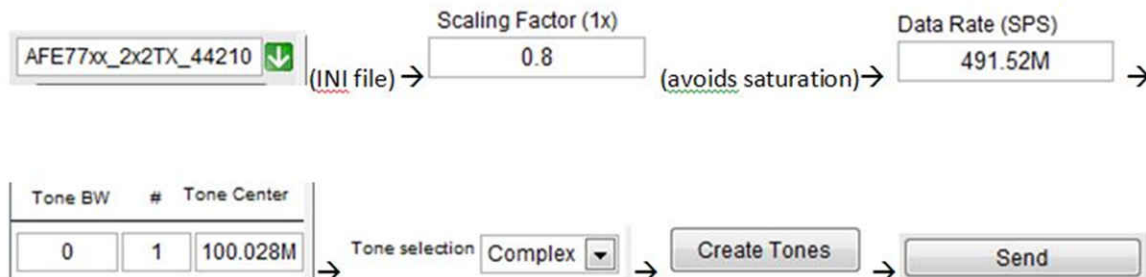 Scaling Factor (1x)
Data Rate (SPS)
AFE77xx_2x2TX_44210 (INI file) → 0.8 (avoids saturation)→ 491.52M →
Tone BW # Tone Center
0 1 100.028M → Tone selection Complex → Create Tones → Send